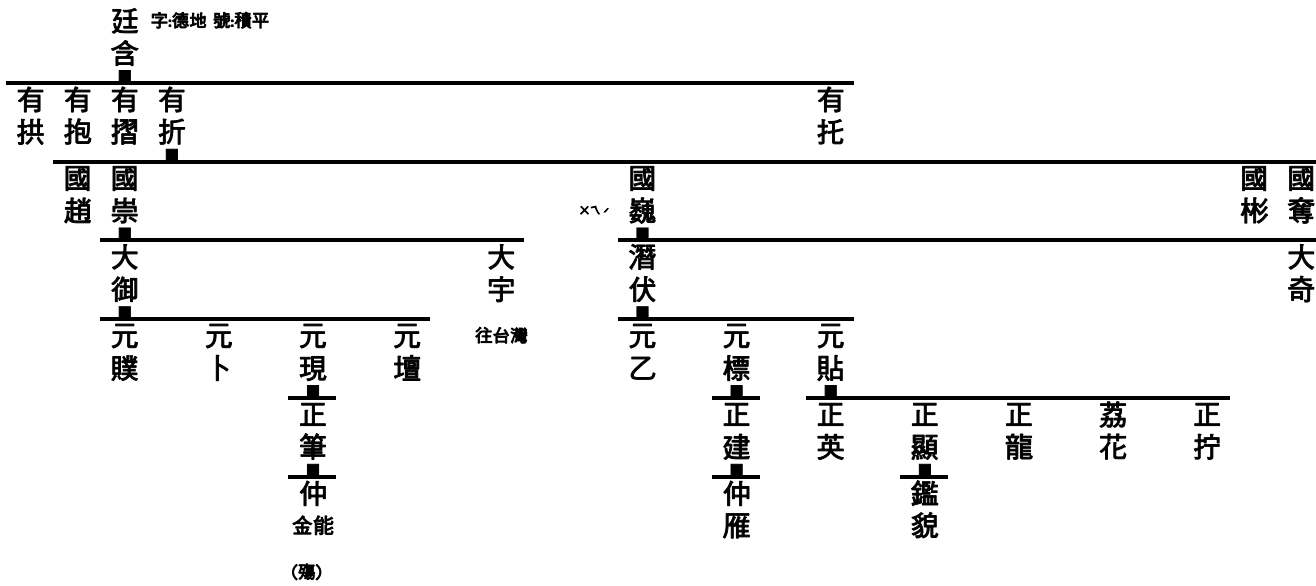 廷含 字:德地 號:積平
有拱 有抱 有摺 有折 有托
國趙 國崇 ㄨㄟˊ 國巍 國彬 國奪
大御 大宇 潛伏 大奇
元贌 元卜 元現 元壇 往台灣 元乙 元標 元貼
正筆 正建 正英 正顯 正龍 荔花 正拧
仲金能 仲雁 鑑貌
(殤)